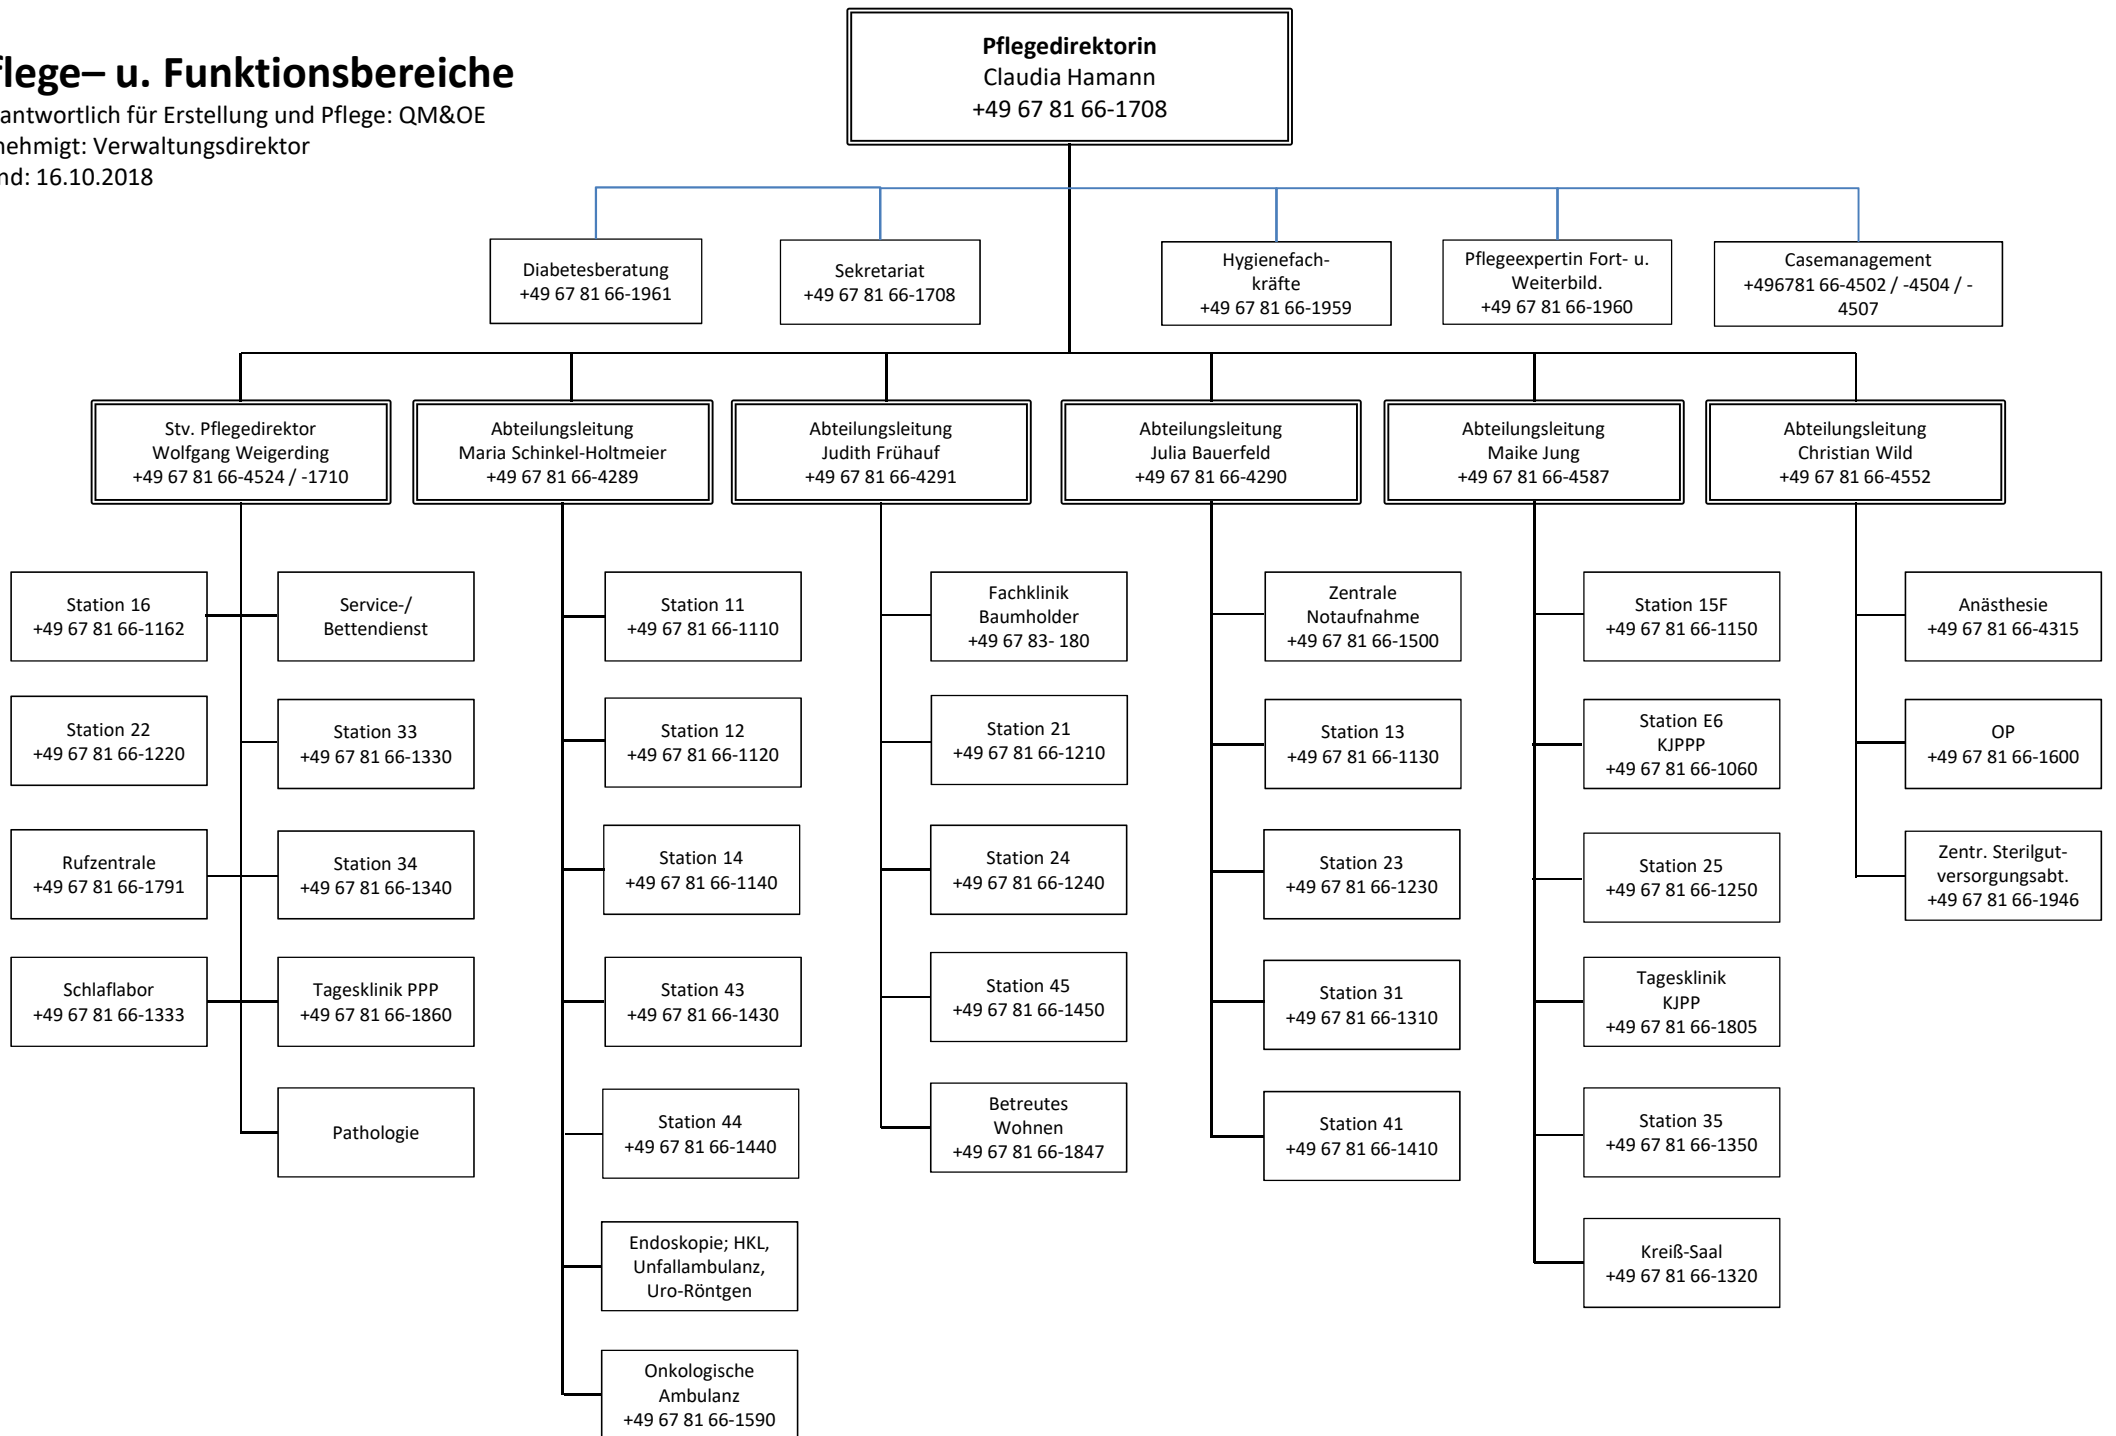 flege– u. Funktionsbereiche
antwortlich für Erstellung und Pflege: QM&OE
nehmigt: Verwaltungsdirektor
nd: 16.10.2018
Pflegedirektorin
Claudia Hamann
+49 67 81 66-1708
Diabetesberatung
+49 67 81 66-1961
Sekretariat
+49 67 81 66-1708
Hygienefach-
kräfte
+49 67 81 66-1959
Pflegeexpertin Fort- u.
Weiterbild.
+49 67 81 66-1960
Casemanagement
+496781 66-4502 / -4504 / -
4507
Stv. Pflegedirektor
Wolfgang Weigerding
+49 67 81 66-4524 / -1710
Abteilungsleitung
Maria Schinkel-Holtmeier
+49 67 81 66-4289
Abteilungsleitung
Judith Frühauf
+49 67 81 66-4291
Abteilungsleitung
Julia Bauerfeld
+49 67 81 66-4290
Abteilungsleitung
Maike Jung
+49 67 81 66-4587
Abteilungsleitung
Christian Wild
+49 67 81 66-4552
Station 16
+49 67 81 66-1162
Service-/
Bettendienst
Station 11
+49 67 81 66-1110
Fachklinik
Baumholder
+49 67 83- 180
Zentrale
Notaufnahme
+49 67 81 66-1500
Station 15F
+49 67 81 66-1150
Anästhesie
+49 67 81 66-4315
Station 22
+49 67 81 66-1220
Station 33
+49 67 81 66-1330
Station 12
+49 67 81 66-1120
Station 21
+49 67 81 66-1210
Station 13
+49 67 81 66-1130
Station E6
KJPPP
+49 67 81 66-1060
OP
+49 67 81 66-1600
Rufzentrale
+49 67 81 66-1791
Station 34
+49 67 81 66-1340
Station 14
+49 67 81 66-1140
Station 24
+49 67 81 66-1240
Station 23
+49 67 81 66-1230
Station 25
+49 67 81 66-1250
Zentr. Sterilgut-
versorgungsabt.
+49 67 81 66-1946
Schlaflabor
+49 67 81 66-1333
Tagesklinik PPP
+49 67 81 66-1860
Station 43
+49 67 81 66-1430
Station 45
+49 67 81 66-1450
Station 31
+49 67 81 66-1310
Tagesklinik
KJPP
+49 67 81 66-1805
Pathologie
Station 44
+49 67 81 66-1440
Betreutes
Wohnen
+49 67 81 66-1847
Station 41
+49 67 81 66-1410
Station 35
+49 67 81 66-1350
Endoskopie; HKL,
Unfallambulanz,
Uro-Röntgen
Kreiß-Saal
+49 67 81 66-1320
Onkologische
Ambulanz
+49 67 81 66-1590